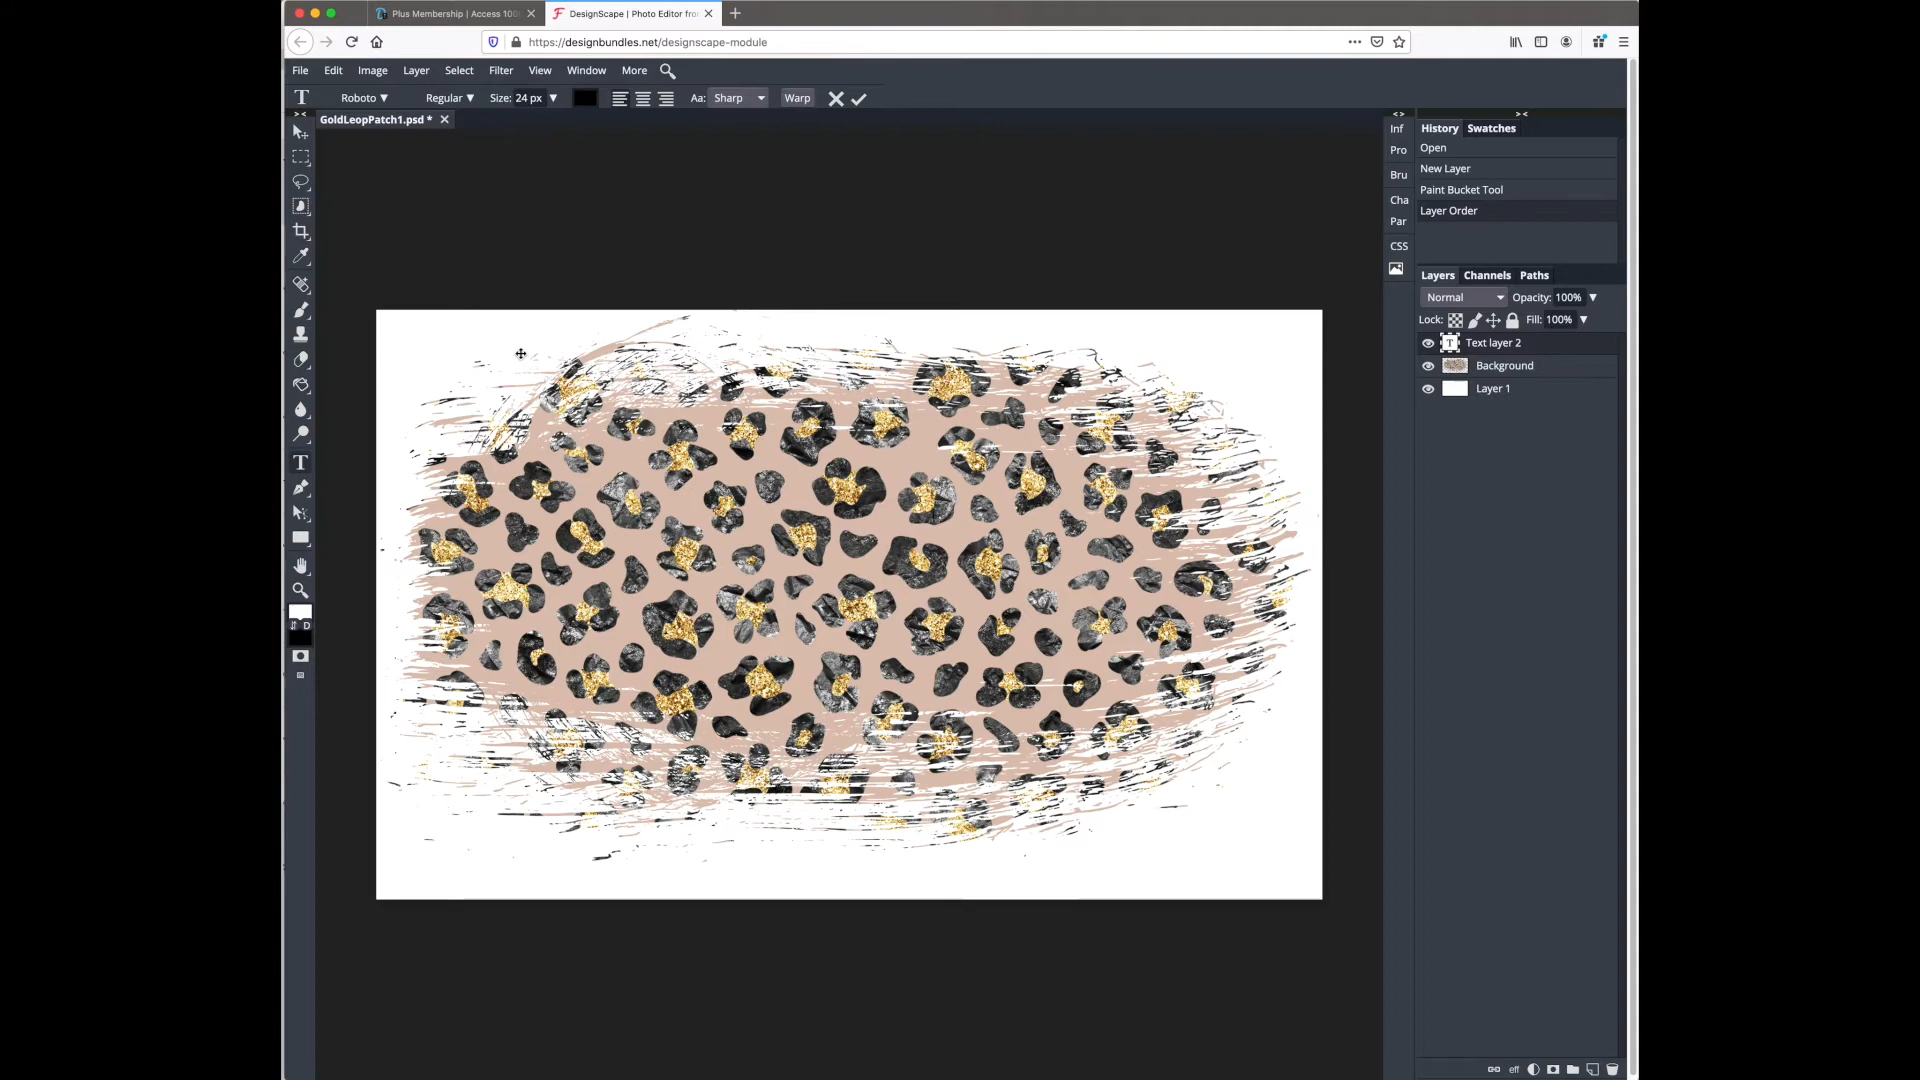 Plus Membership | Access 100
DesignScape | Photo Editor fro
https://designbundles.net/designscape-module
File Edit Image Layer Select Filter View Window More
Roboto Regular Size: 24 px Aa: Sharp Warp
GoldLeopPatch1.psd *
Inf
Pro
Bru
Cha
Par
CSS
History Swatches
Open
New Layer
Paint Bucket Tool
Layer Order
Layers Channels Paths
Normal Opacity: 100%
Lock: Fill: 100%
Text layer 2
Background
Layer 1
D
eff